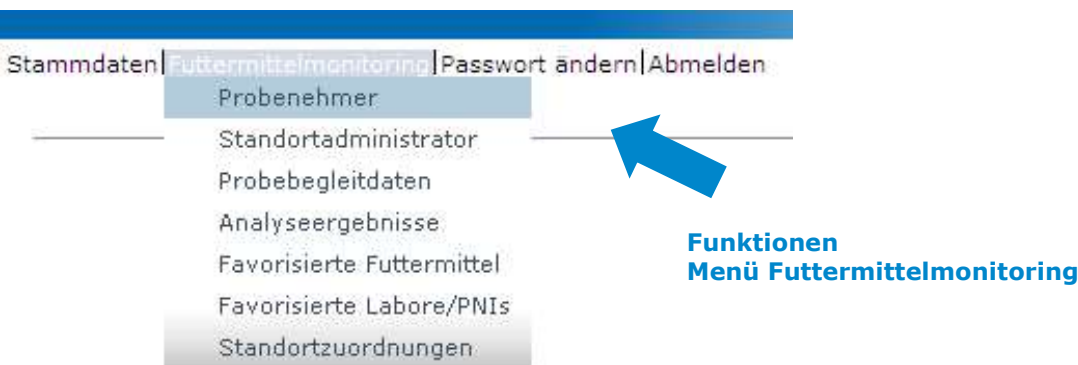 Stammdaten|Futtermittelmonitoring|Passwort ändern|Abmelden
Probenehmer
Standortadministrator
Probebegleitdaten
Analyseergebnisse
Favorisierte Futtermittel
Favorisierte Labore/PNIs
Standortzuordnungen
Funktionen
Menü Futtermittelmonitoring